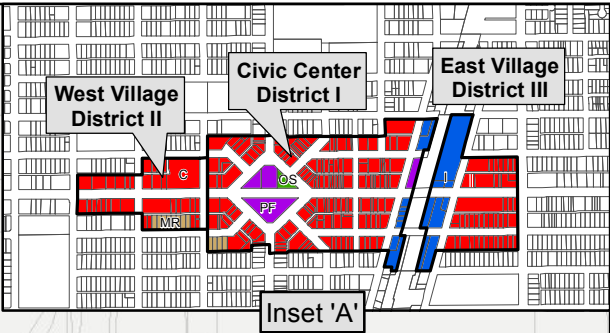 West Village
District II
Civic Center
District I
East Village
District III
C
OS
I
PF
MR
Inset 'A'